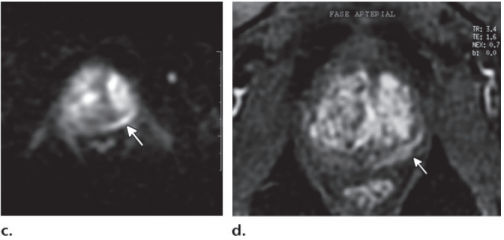 FASE ARTERIAL
TR: 3,4
TE: 1,6
NEX: 0,7
b: 0,0
c.
d.